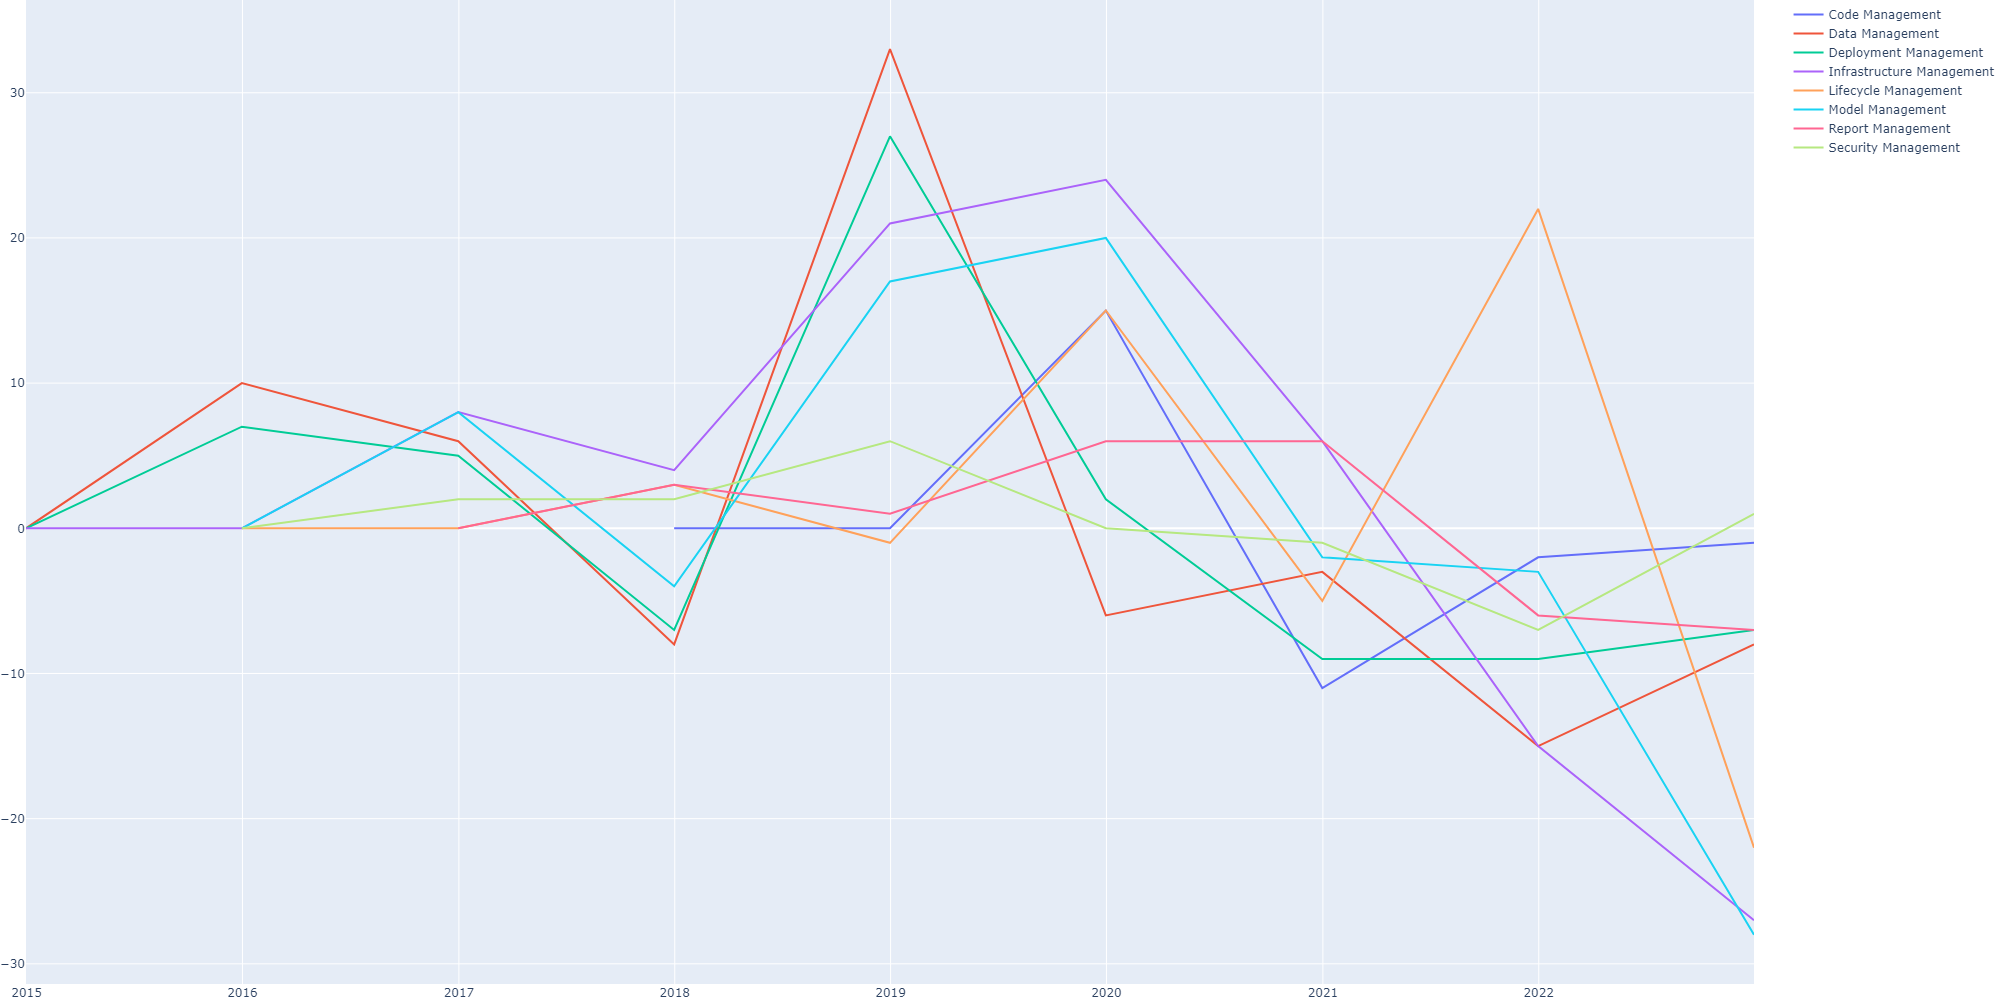 30
20
10
0
−10
−20
−30
2015
2016
2017
2018
2019
2020
2021
2022
Code Management
Data Management
Deployment Management
Infrastructure Management
Lifecycle Management
Model Management
Report Management
Security Management